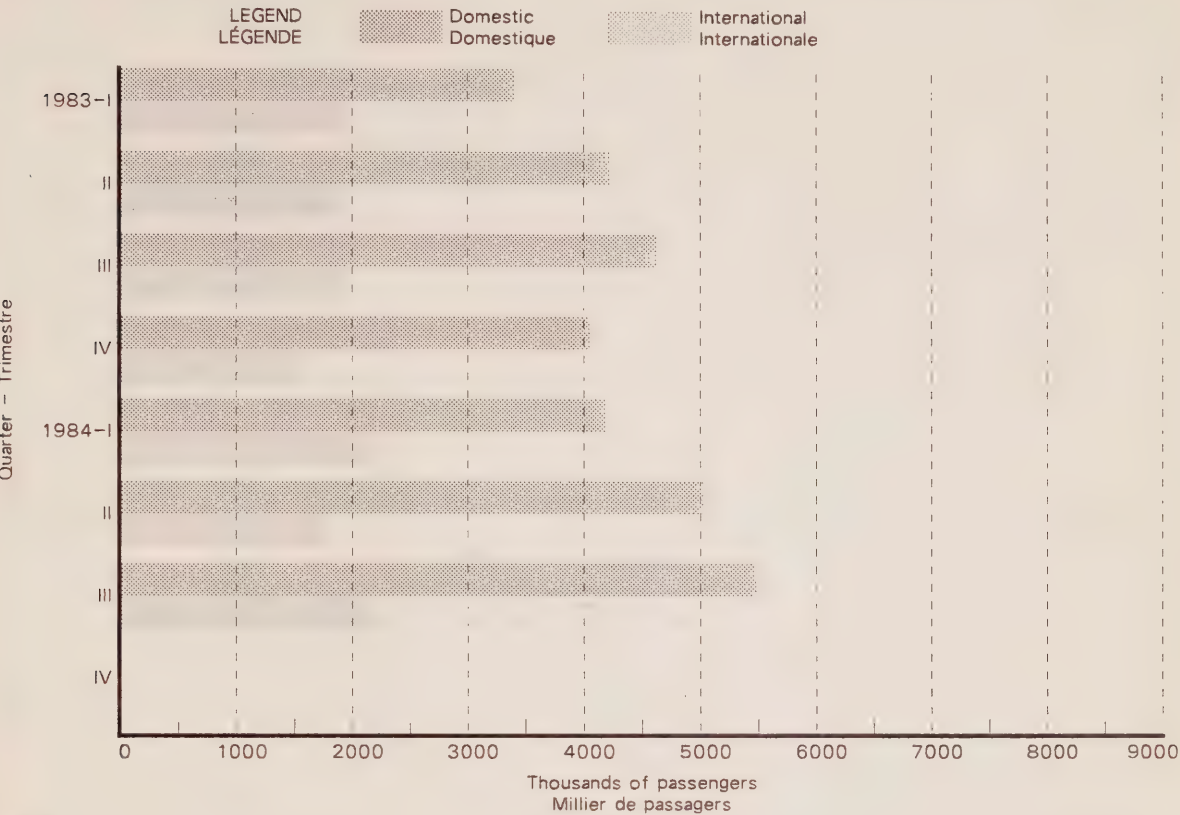 LEGEND
LÉGENDE
Domestic
Domestique
International
Internationale
Quarter – Trimestre
1983-I
II
III
IV
1984-I
II
III
IV
0 1000 2000 3000 4000 5000 6000 7000 8000 9000
Thousands of passengers
Millier de passagers